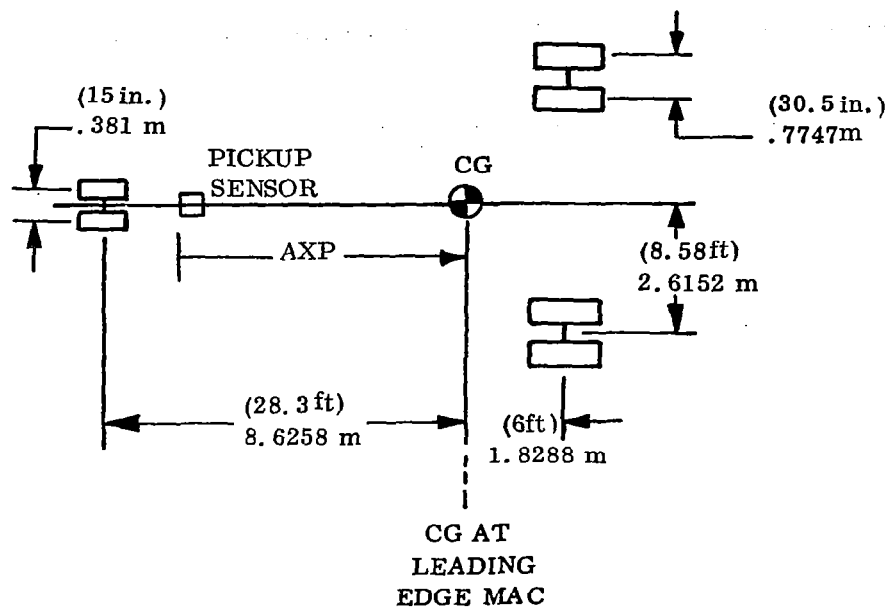 (15 in.)
.381 m
PICKUP
SENSOR
CG
(30.5 in.)
.7747m
AXP
(8.58ft)
2.6152 m
(28.3 ft)
8.6258 m
(6ft)
1.8288 m
CG AT
LEADING
EDGE MAC